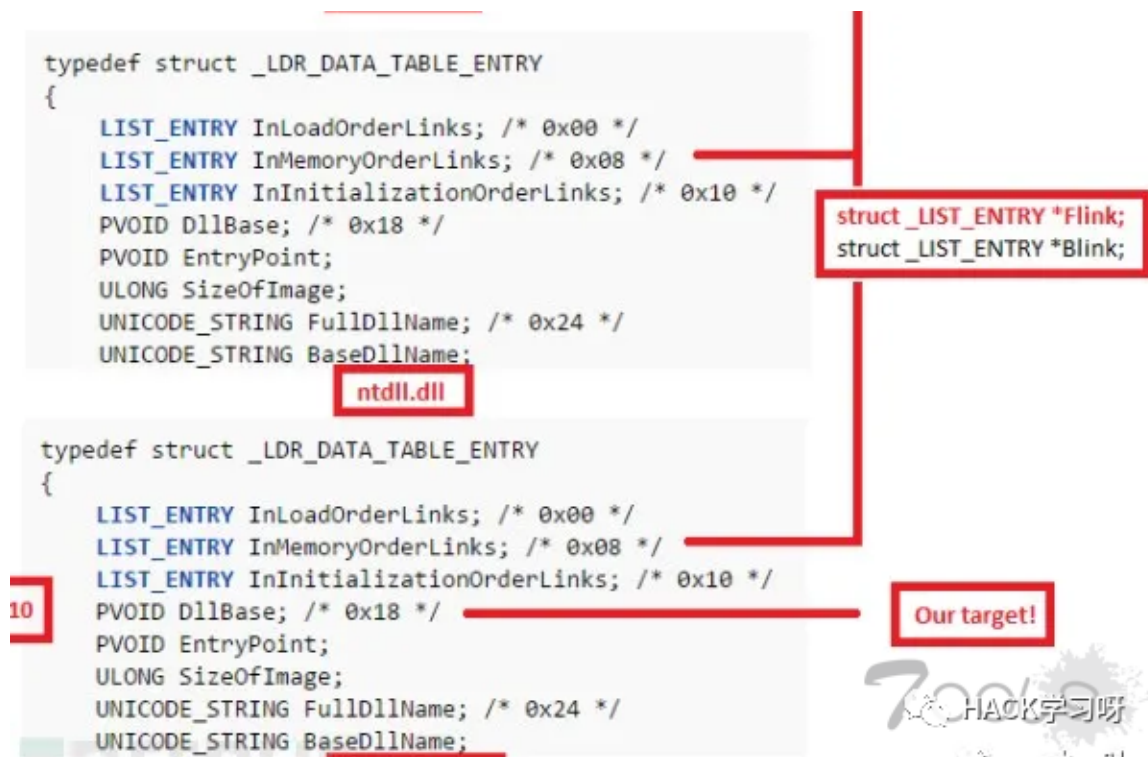 typedef struct _LDR_DATA_TABLE_ENTRY
{
LIST_ENTRY InLoadOrderLinks; /* 0x00 */
LIST_ENTRY InMemoryOrderLinks; /* 0x08 */
LIST_ENTRY InInitializationOrderLinks; /* 0x10 */
PVOID DllBase; /* 0x18 */
PVOID EntryPoint;
ULONG SizeOfImage;
UNICODE_STRING FullDllName; /* 0x24 */
UNICODE_STRING BaseDllName;
struct _LIST_ENTRY *Flink;
struct _LIST_ENTRY *Blink;
ntdll.dll
typedef struct _LDR_DATA_TABLE_ENTRY
{
LIST_ENTRY InLoadOrderLinks; /* 0x00 */
LIST_ENTRY InMemoryOrderLinks; /* 0x08 */
LIST_ENTRY InInitializationOrderLinks; /* 0x10 */
10
PVOID DllBase; /* 0x18 */
Our target!
PVOID EntryPoint;
ULONG SizeOfImage;
UNICODE_STRING FullDllName; /* 0x24 */
UNICODE_STRING BaseDllName;
HACK学习呀